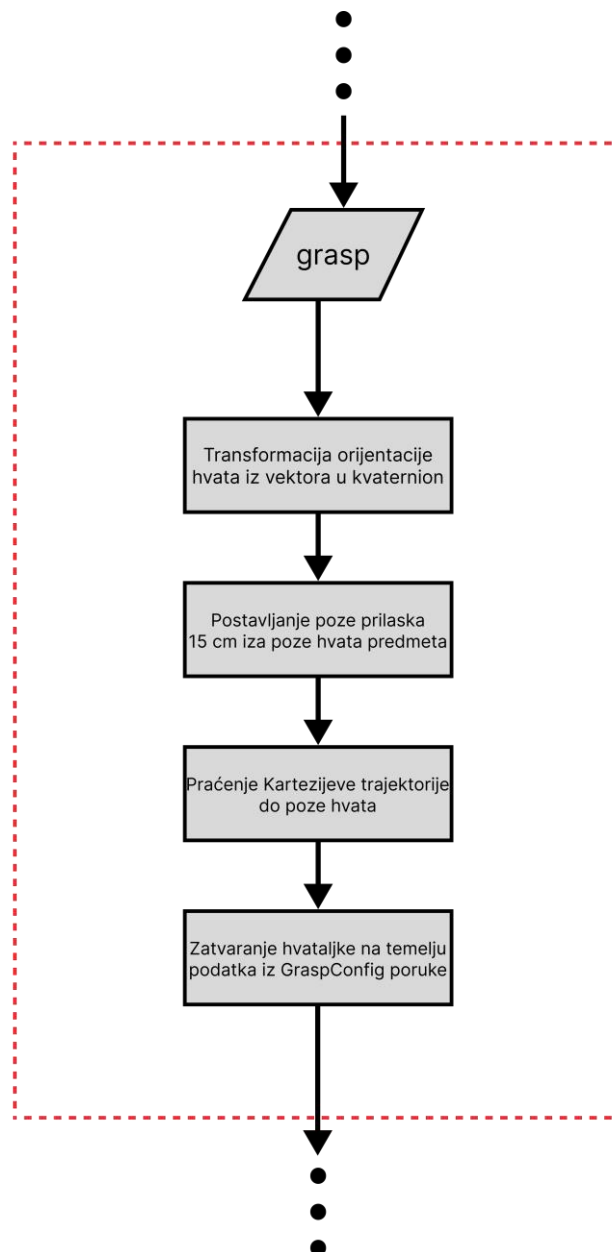 grasp
Transformacija orijentacije
hvata iz vektora u kvaternion
Postavljanje poze prilaska
15 cm iza poze hvata predmeta
Praćenje Kartezijeve trajektorije
do poze hvata
Zatvaranje hvataljke na temelju
podatka iz GraspConfig poruke